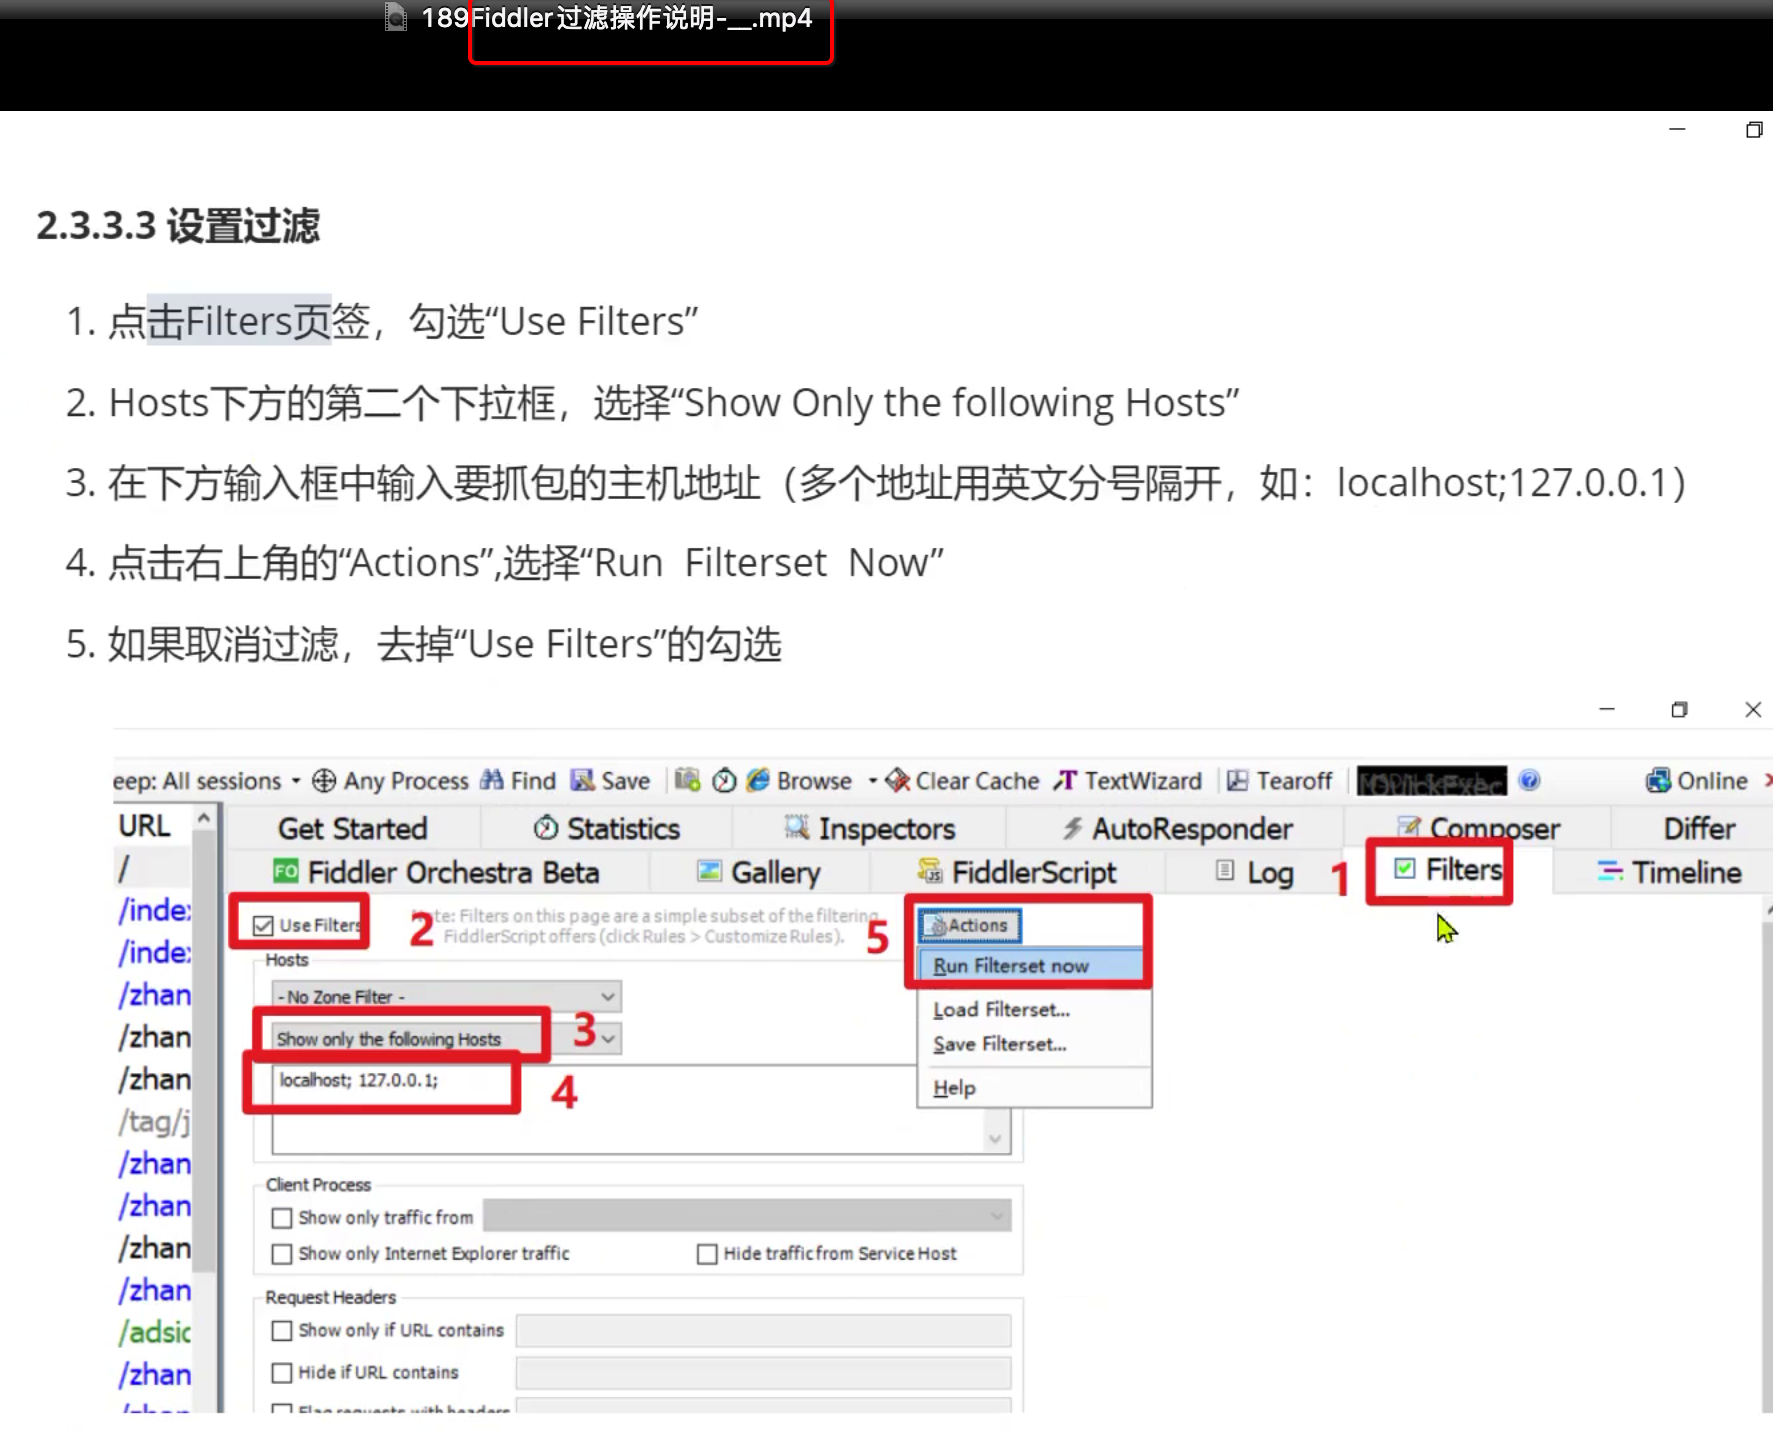 189Fiddler过滤操作说明-__.mp4
2.3.3.3 设置过滤
1. 点击Filters页签，勾选“Use Filters”
2. Hosts下方的第二个下拉框，选择“Show Only the following Hosts”
3. 在下方输入框中输入要抓包的主机地址（多个地址用英文分号隔开，如：localhost;127.0.0.1）
4. 点击右上角的“Actions”,选择“Run Filterset Now”
5. 如果取消过滤，去掉“Use Filters”的勾选
eep: All sessions Any Process Find Save Browse Clear Cache TextWizard Tearoff Online
URL Get Started Statistics Inspectors AutoResponder Composer Differ
/ FO Fiddler Orchestra Beta Gallery FiddlerScript Log 1 Filters Timeline
/index
Use Filters 2 te: Filters on this page are a simple subset of the filtering
FiddlerScript offers (click Rules > Customize Rules). 5 Actions
/index
Hosts
Run Filterset now
/zhan
- No Zone Filter -
Load Filterset...
/zhan
Show only the following Hosts 3
Save Filterset...
/zhan
localhost; 127.0.0.1; 4
Help
/tag/j
/zhan
Client Process
/zhan
Show only traffic from
/zhan
Show only Internet Explorer traffic Hide traffic from Service Host
/zhan
Request Headers
/adsic
Show only if URL contains
/zhan
Hide if URL contains
Flag requests with headers